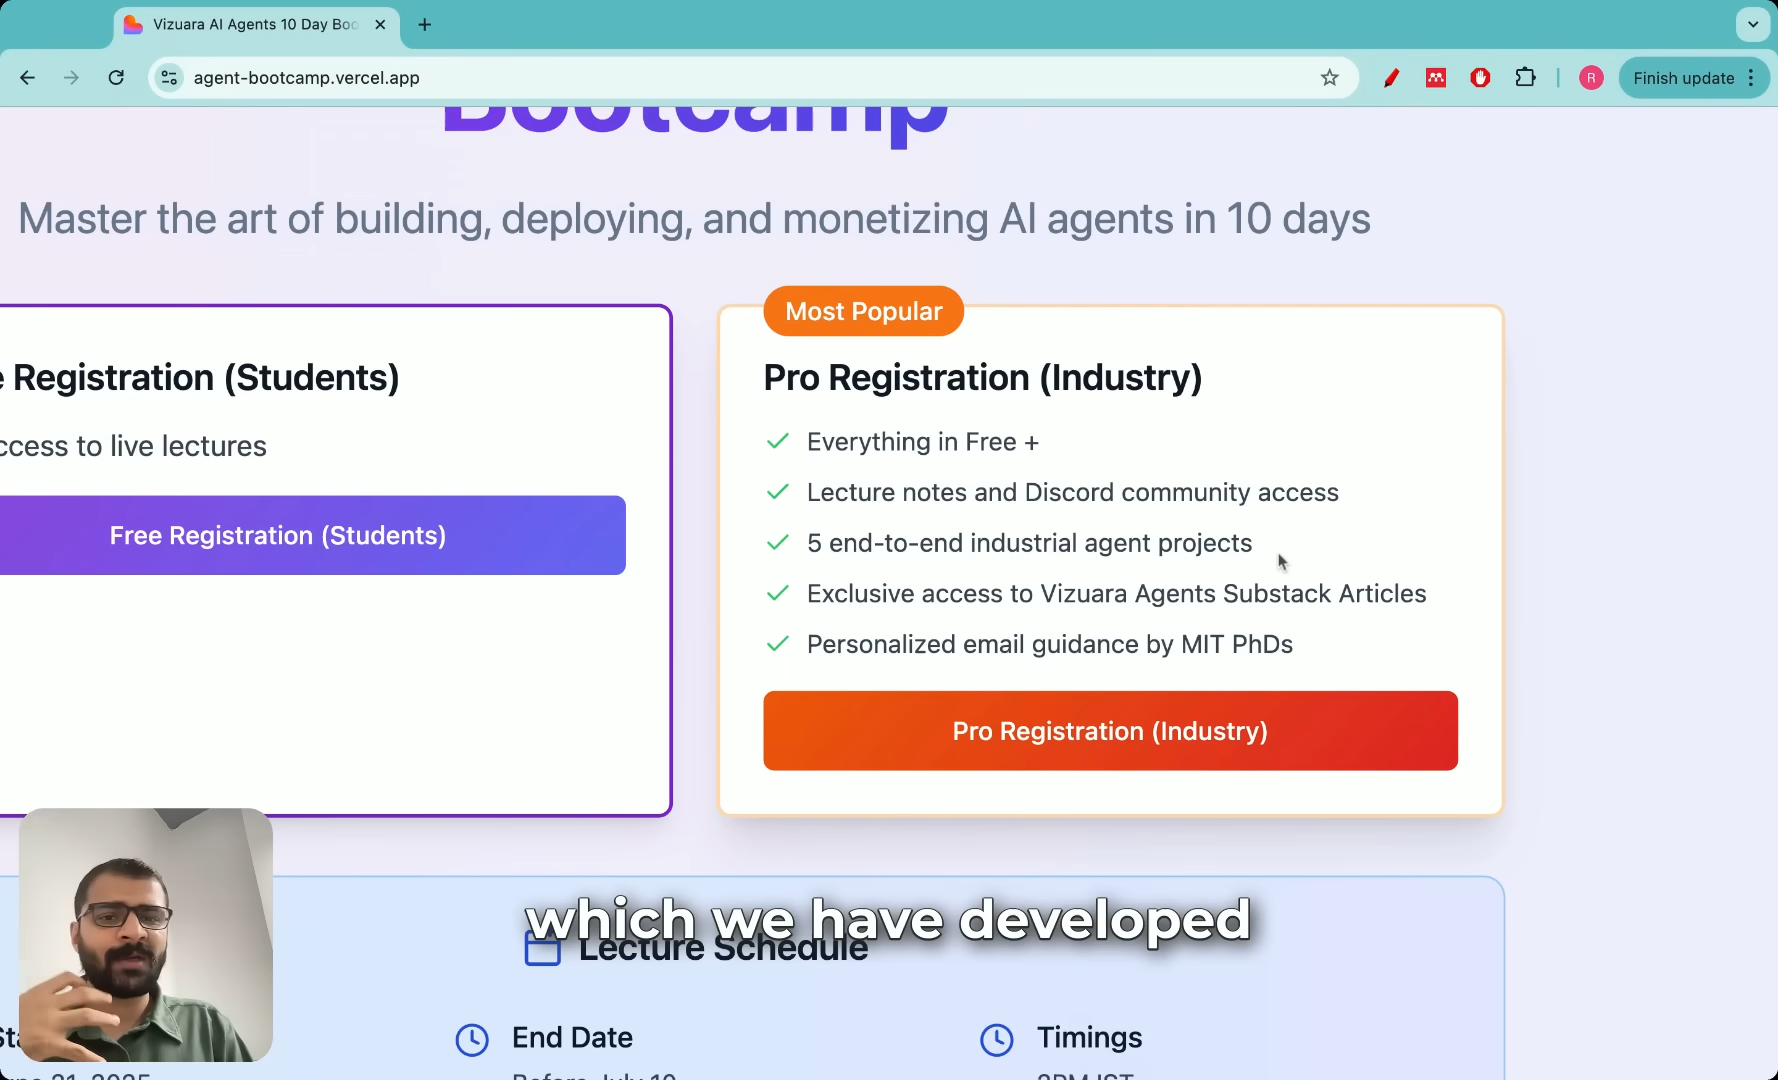 Vizuara AI Agents 10 Day Boo
agent-bootcamp.vercel.app
R
Finish update
Bootcamp
Master the art of building, deploying, and monetizing AI agents in 10 days
Registration (Students)
ccess to live lectures
Free Registration (Students)
Most Popular
Pro Registration (Industry)
Everything in Free +
Lecture notes and Discord community access
5 end-to-end industrial agent projects
Exclusive access to Vizuara Agents Substack Articles
Personalized email guidance by MIT PhDs
Pro Registration (Industry)
which we have developed
Lecture Schedule
End Date
Timings